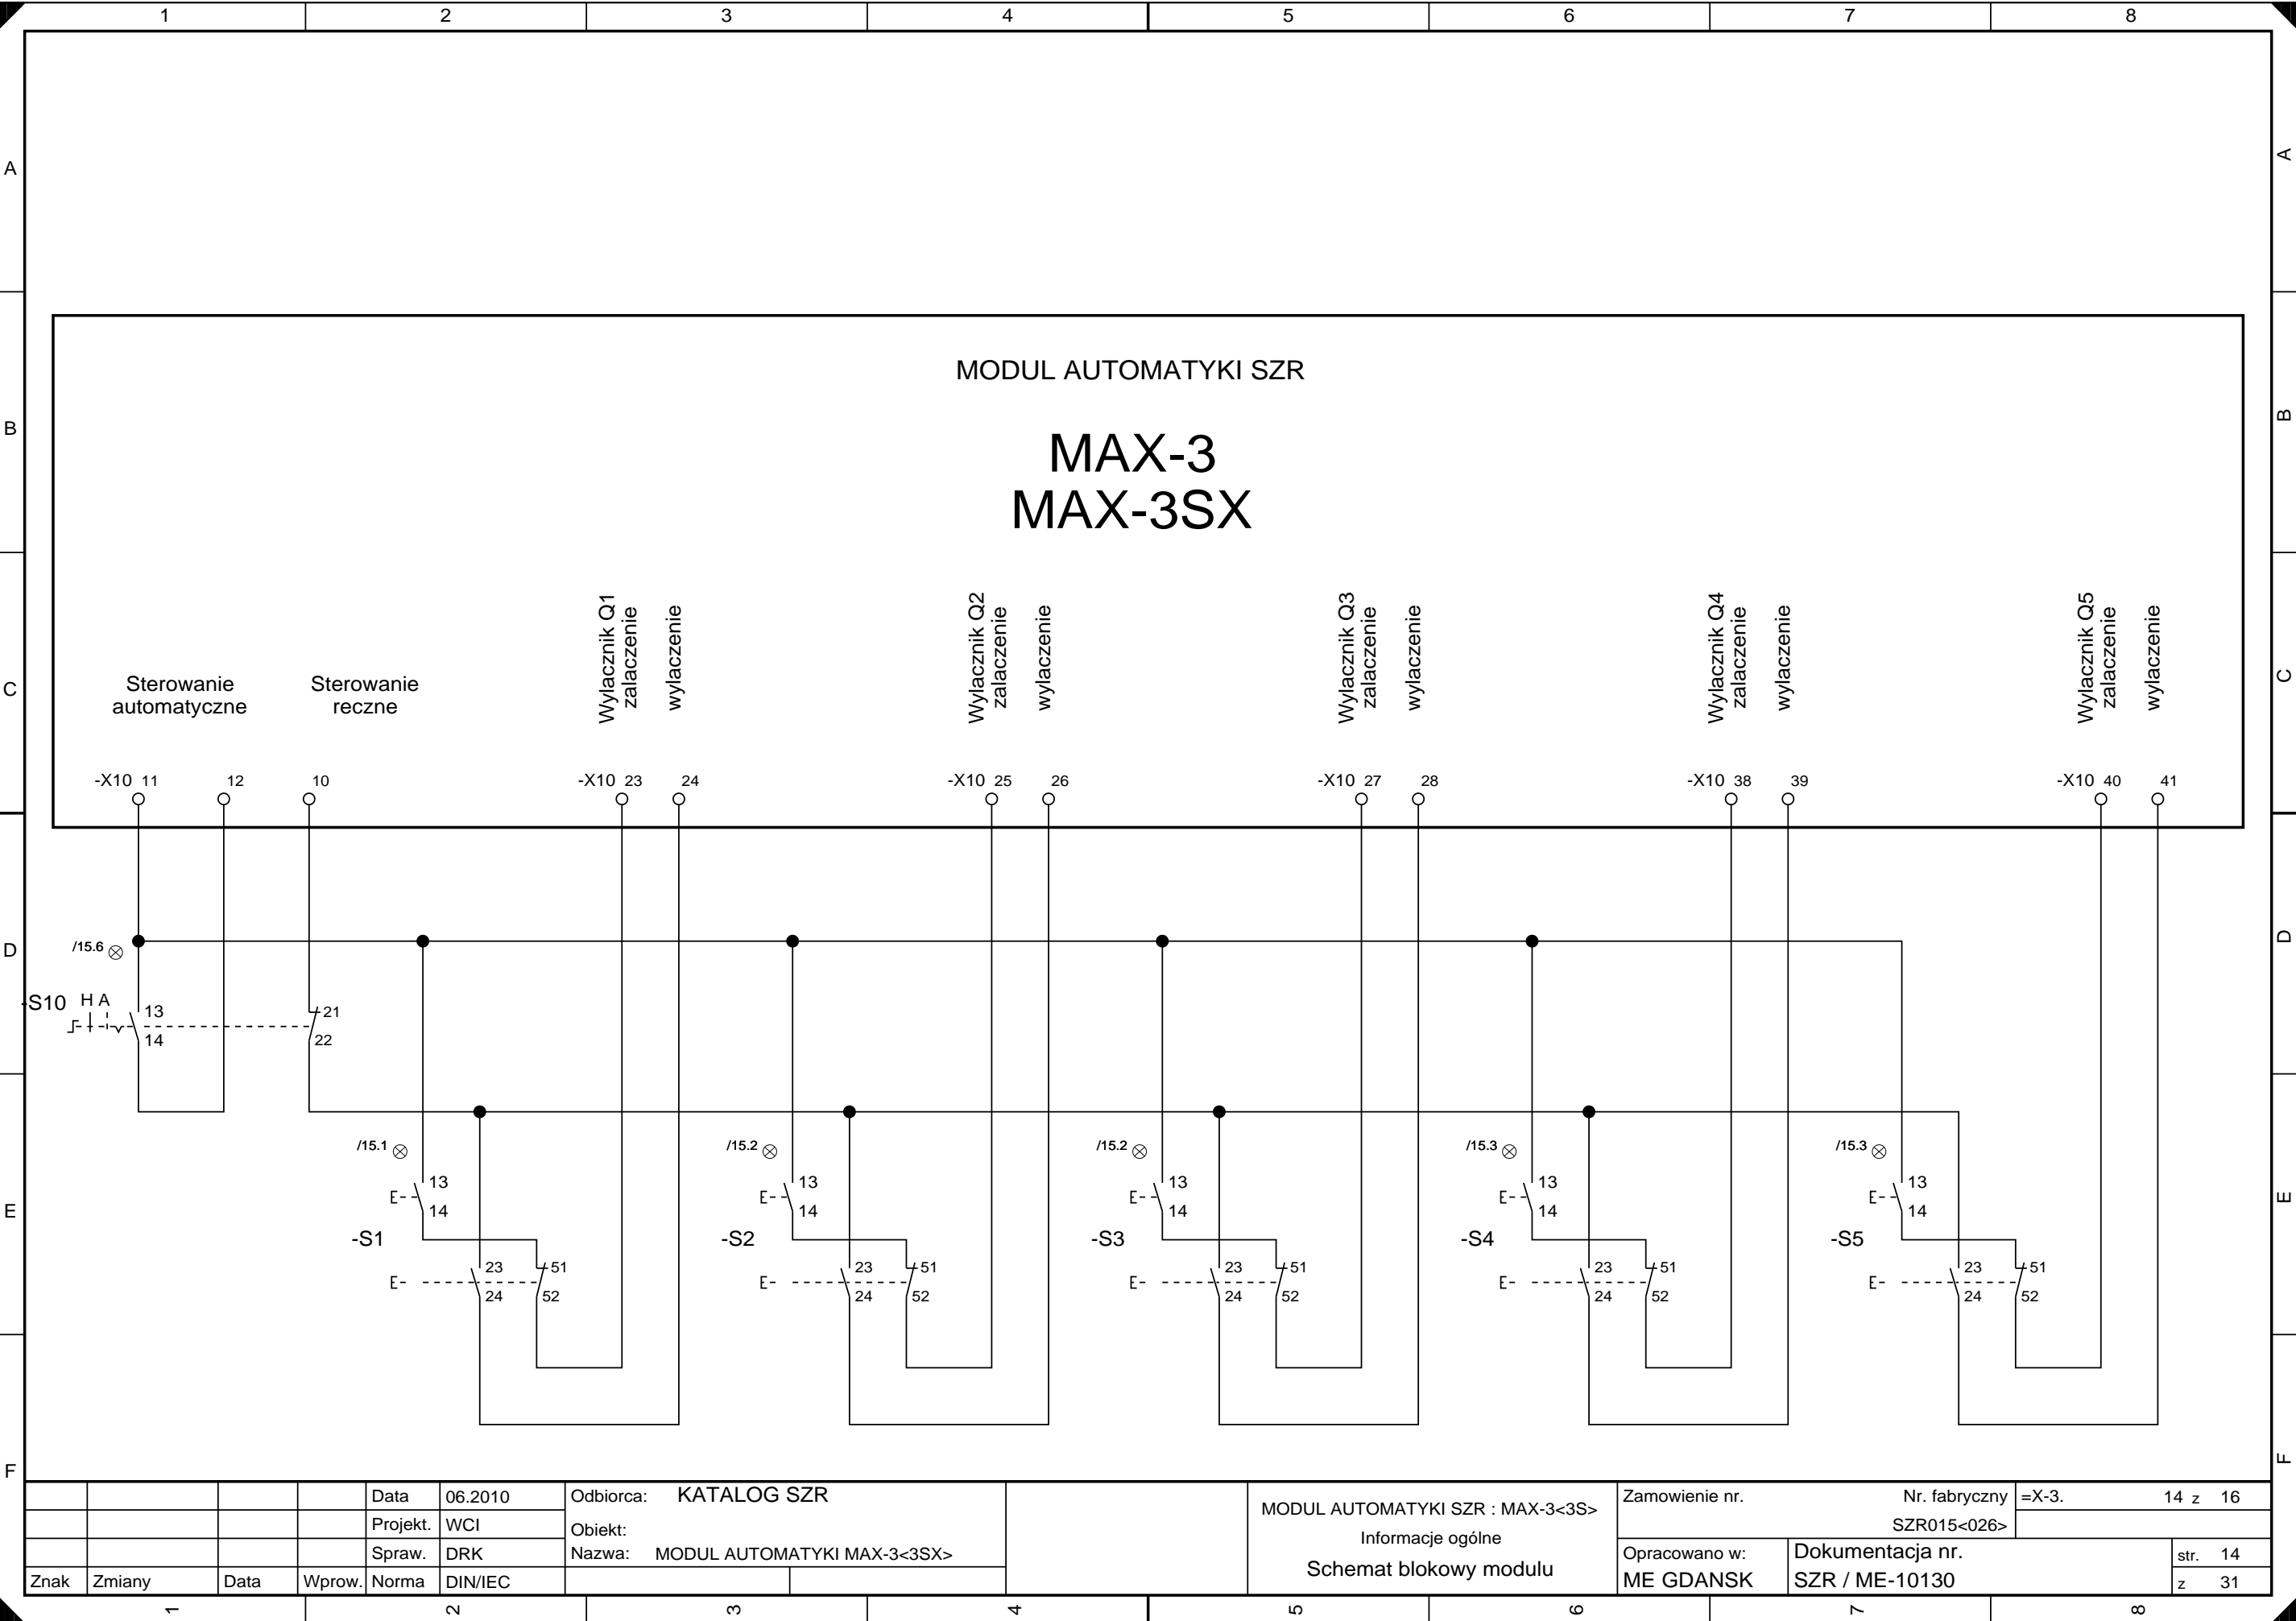 1 2 3 4 5 6 7 8
A A
MODUL AUTOMATYKI SZR
B B
MAX-3
MAX-3SX
C C
Sterowanie
automatyczne
Sterowanie
reczne
Wylacznik Q1
zalaczenie
wylaczenie
Wylacznik Q2
zalaczenie
wylaczenie
Wylacznik Q3
zalaczenie
wylaczenie
Wylacznik Q4
zalaczenie
wylaczenie
Wylacznik Q5
zalaczenie
wylaczenie
-X10 11 12 10 -X10 23 24 -X10 25 26 -X10 27 28 -X10 38 39 -X10 40 41
D D
/15.6
-S10 H A 13 21
14 22
/15.1 /15.2 /15.2 /15.3 /15.3
13 13 13 13 13
E E
14 14 14 14 14
-S1 -S2 -S3 -S4 -S5
23 51 23 51 23 51 23 51 23 51
24 52 24 52 24 52 24 52 24 52
F F
Data 06.2010
Projekt. WCI
Spraw. DRK
Znak Zmiany Data Wprow. Norma DIN/IEC
Odbiorca: KATALOG SZR
Obiekt:
Nazwa: MODUL AUTOMATYKI MAX-3<3SX>
MODUL AUTOMATYKI SZR : MAX-3<3S>
Informacje ogólne
Schemat blokowy modulu
Zamowienie nr. Nr. fabryczny
SZR015<026>
=X-3. 14 z 16
Opracowano w:
ME GDANSK
Dokumentacja nr.
SZR / ME-10130
str. 14
z 31
1 2 3 4 5 6 7 8